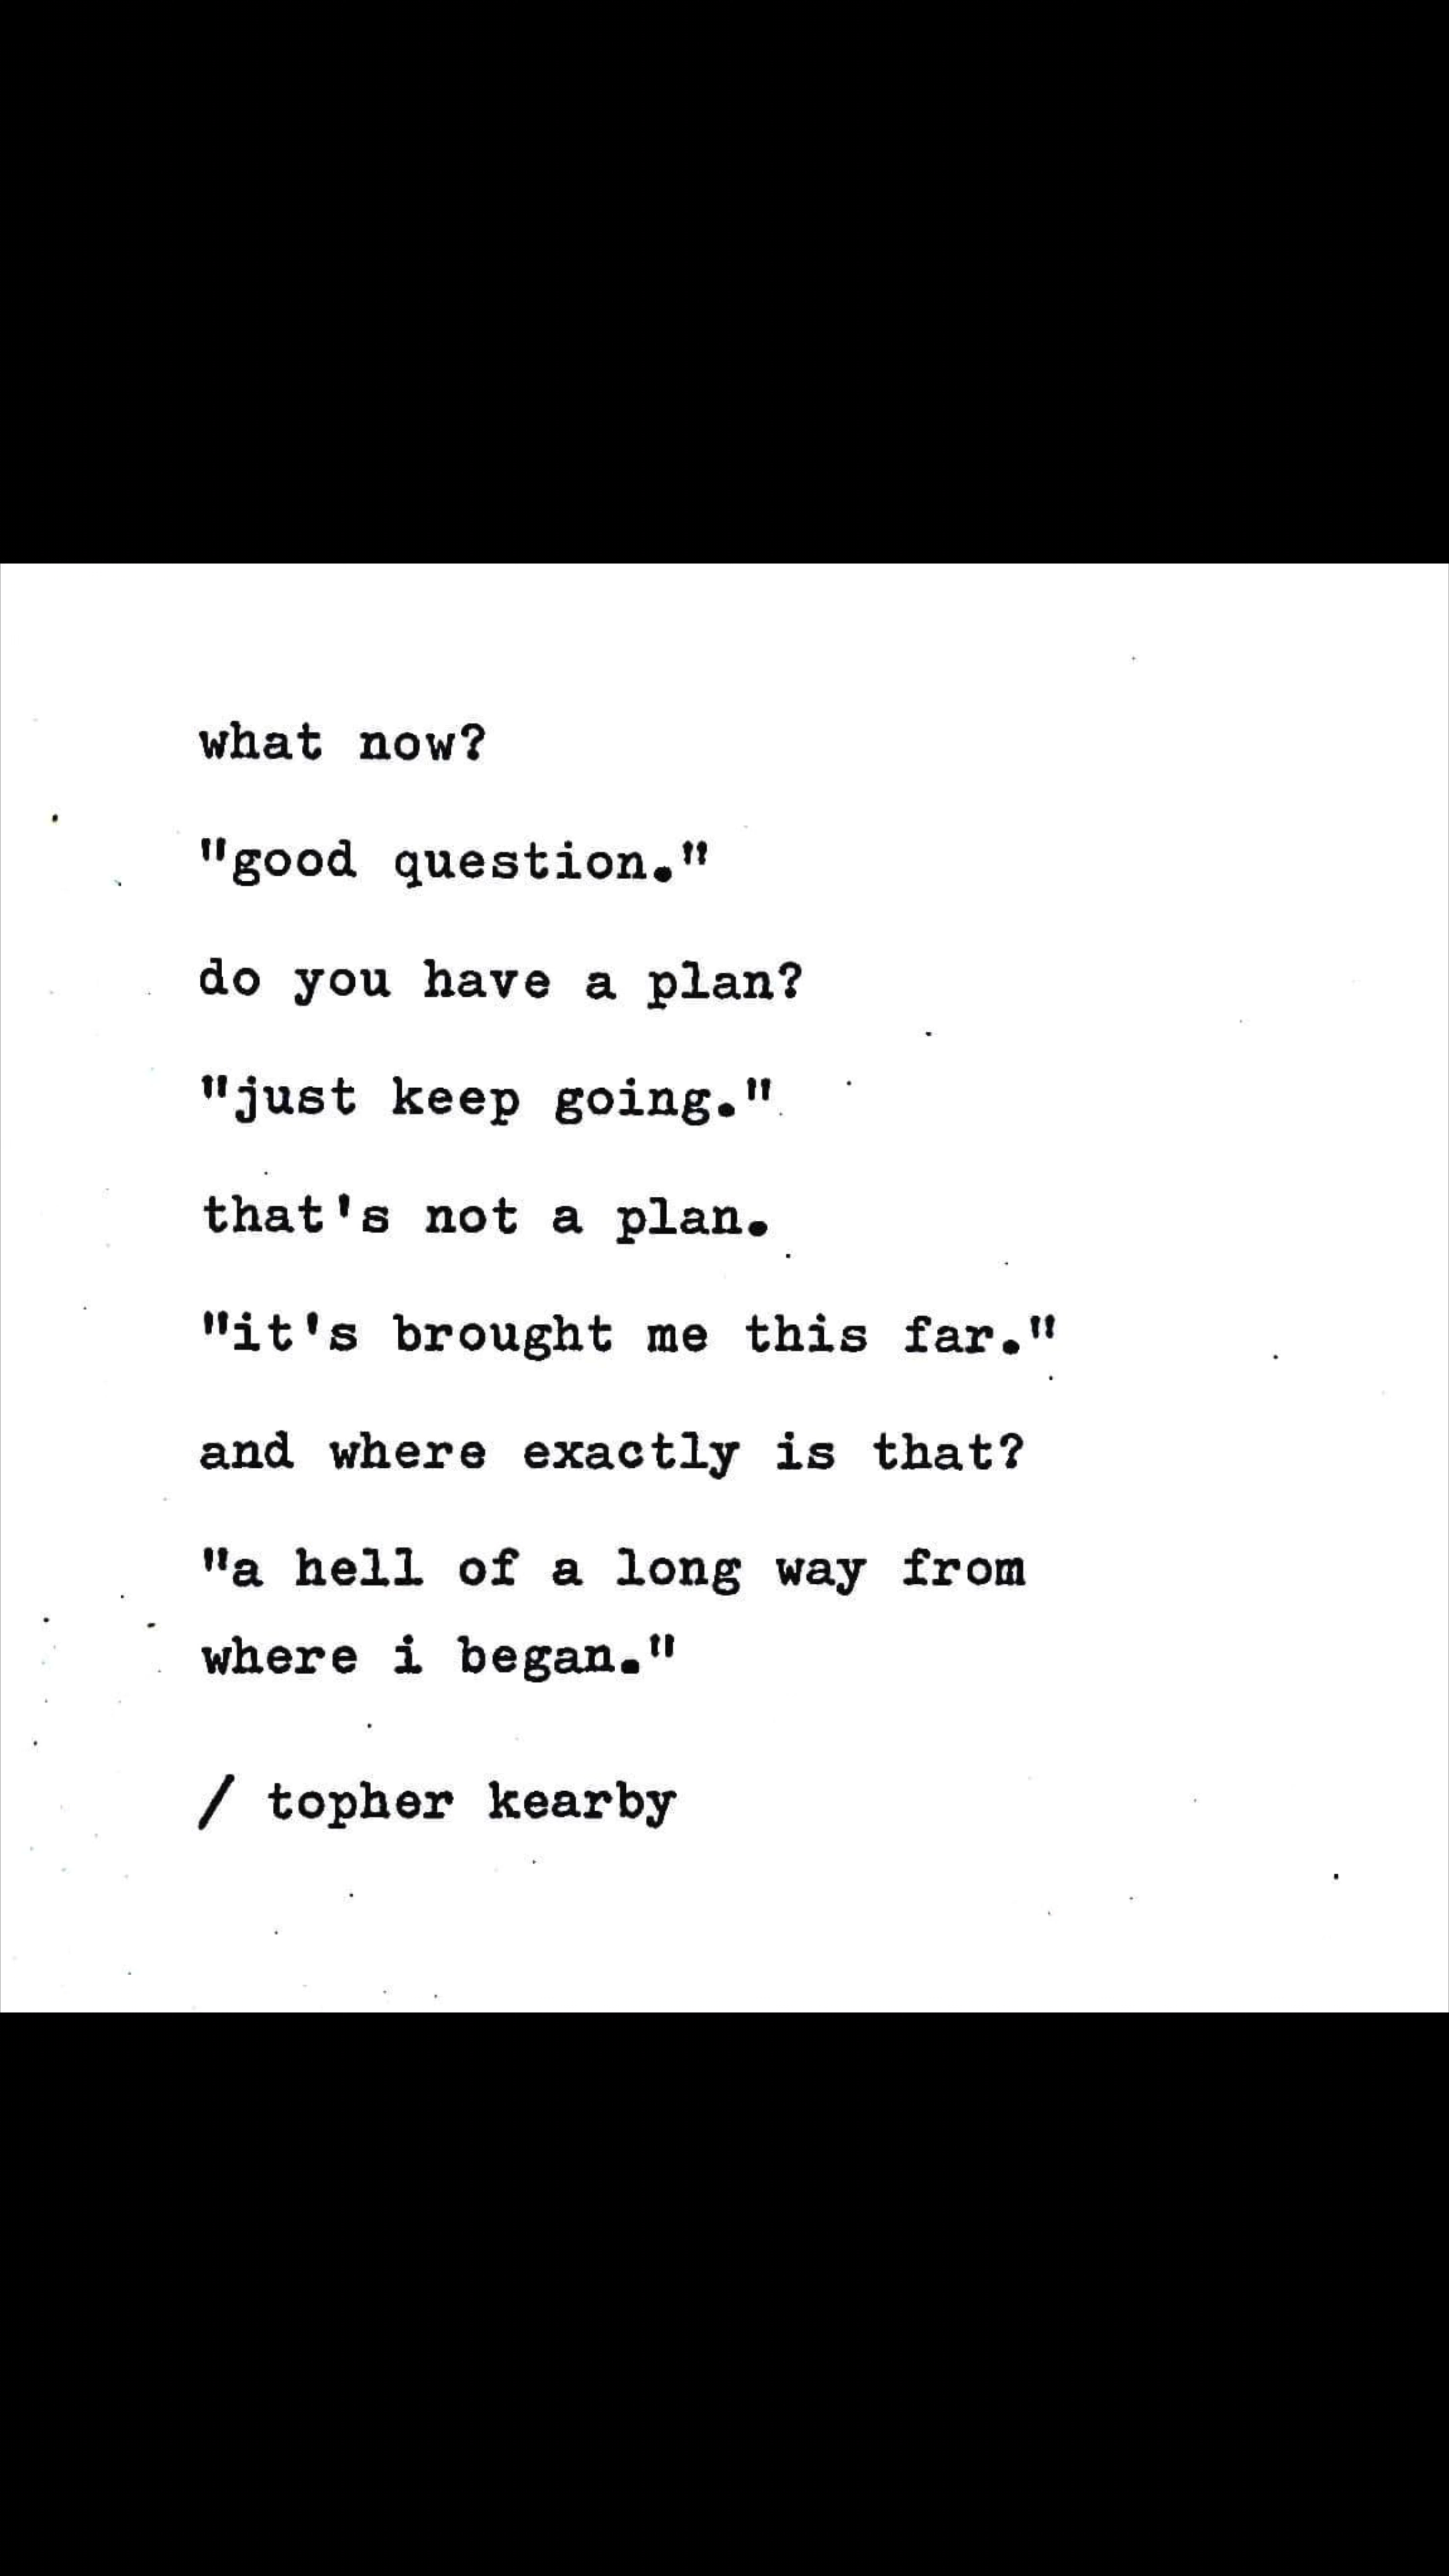 what now?
"good question."
do you have a plan?
"just keep going."
that's not a plan.
"it's brought me this far."
and where exactly is that?
"a hell of a long way from
where i began."
/ topher kearby